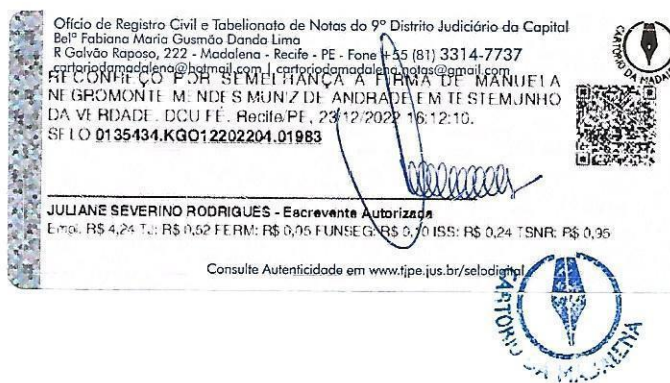 Ofício de Registro Civil e Tabelionato de Notas do 9º Distrito Judiciário da Capital
Belª Fabiana Maria Gusmão Danda Lima
R Galvão Raposo, 222 - Madalena - Recife - PE - Fone +55 (81) 3314-7737
cartoriodamadalena@hotmail.com | cartoriodamadalena.notas@gmail.com
RECONHEÇO POR SEMELHANÇA A FIRMA DE MANUELA
NEGROMONTE MENDES MUNIZ DE ANDRADE EM TESTEMUNHO
DA VERDADE. DOU FÉ. Recife/PE, 23/12/2022 16:12:10.
SELO 0135434.KGO12202204.01983
JULIANE SEVERINO RODRIGUES - Escrevente Autorizada
Emol. R$ 4,24 TJ: R$ 0,52 FERM: R$ 0,05 FUNSEG: R$ 0,10 ISS: R$ 0,24 TSNR: R$ 0,95
Consulte Autenticidade em www.tjpe.jus.br/selodigital
CARTÓRIO DA MADALENA